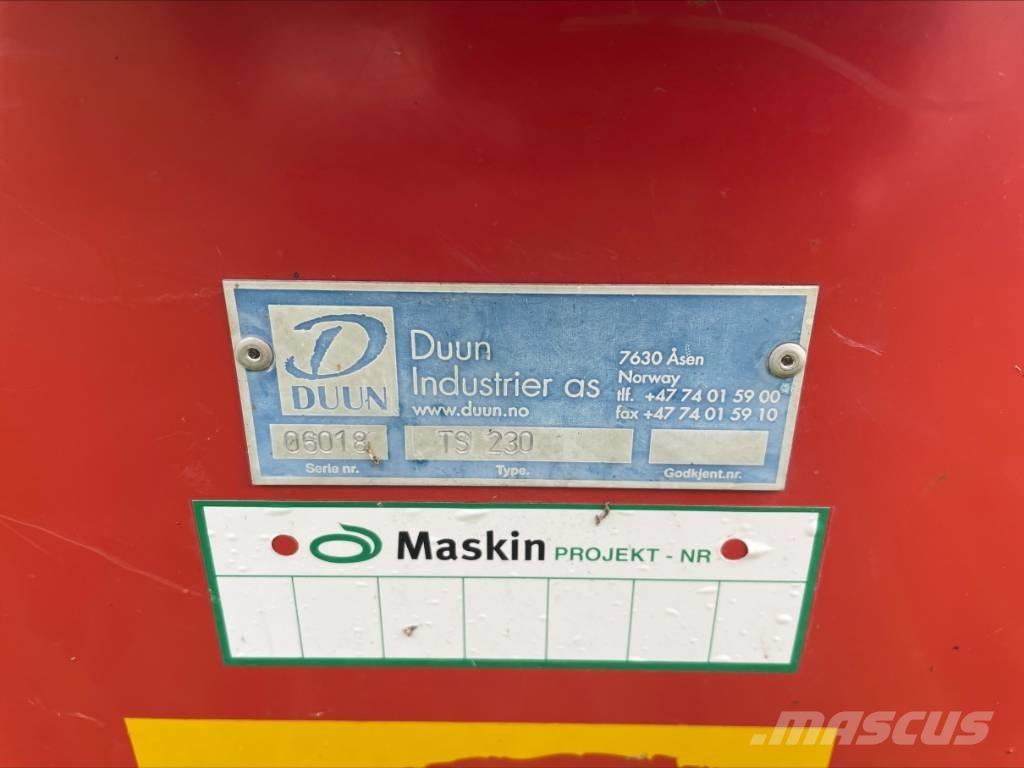 D
DUUN
Duun
Industrier as
www.duun.no
7630 Åsen
Norway
tlf. +47 74 01 59 00
fax +47 74 01 59 10
06018
TS 230
Serie nr.
Type.
Godkjent.nr.
Maskin PROJEKT - NR
MASCUS